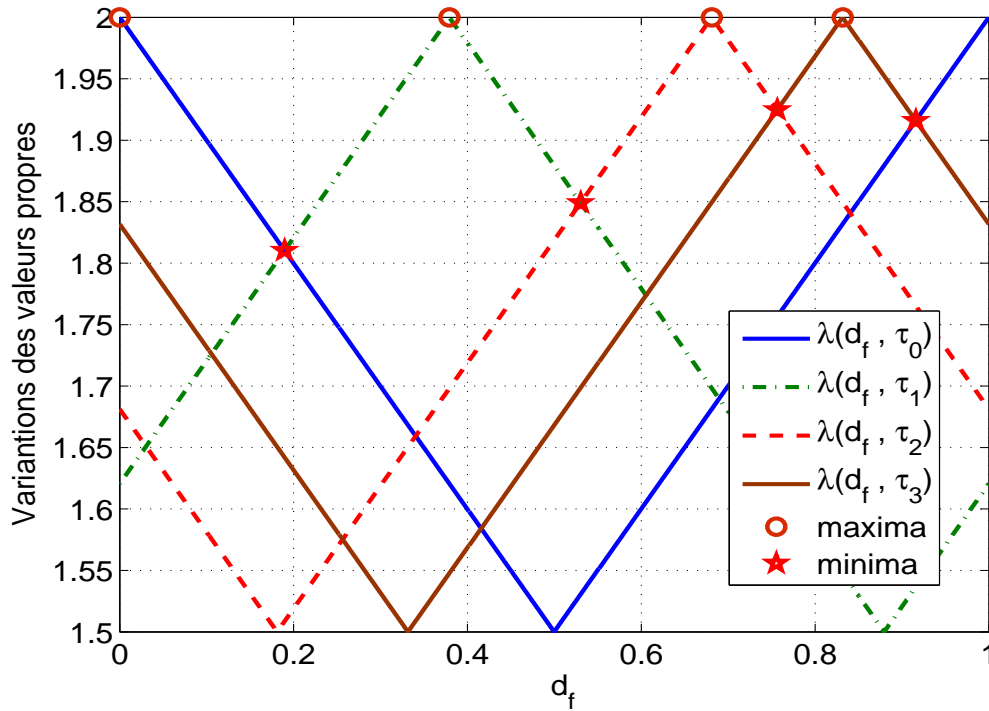 Variantions des valeurs propres
2
1.95
1.9
1.85
1.8
1.75
1.7
1.65
1.6
1.55
1.5
0
0.2
0.4
0.6
0.8
1
d_f
λ(d_f , τ_0)
λ(d_f , τ_1)
λ(d_f , τ_2)
λ(d_f , τ_3)
maxima
minima